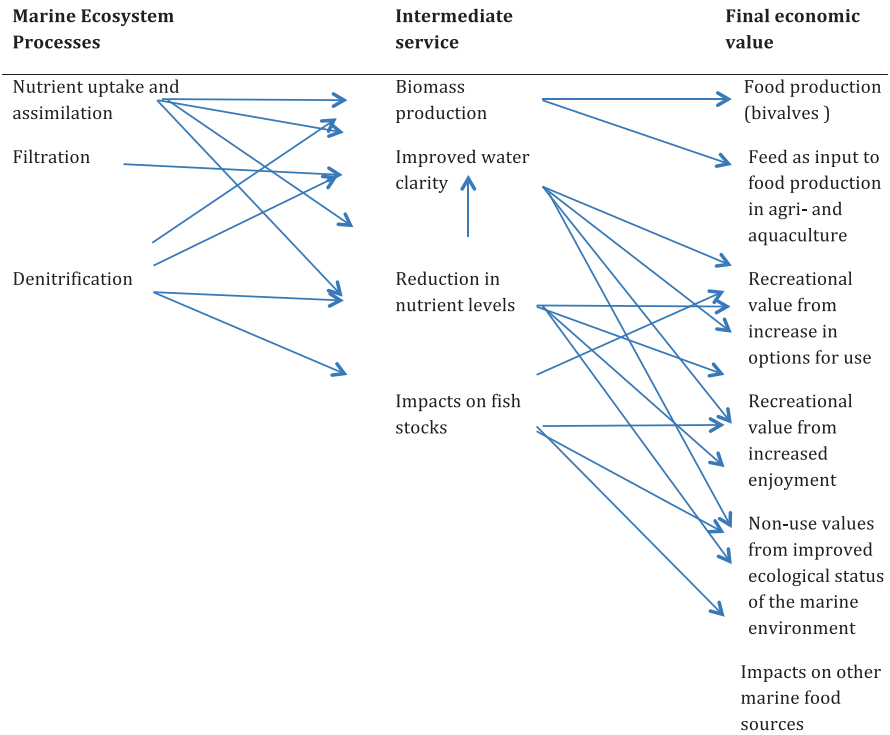 Marine Ecosystem
Processes
Intermediate
service
Final economic
value
Nutrient uptake and
assimilation
Biomass
production
Food production
(bivalves )
Filtration
Improved water
clarity
Feed as input to
food production
in agri- and
aquaculture
Denitrification
Reduction in
nutrient levels
Recreational
value from
increase in
options for use
Impacts on fish
stocks
Recreational
value from
increased
enjoyment
Non-use values
from improved
ecological status
of the marine
environment
Impacts on other
marine food
sources